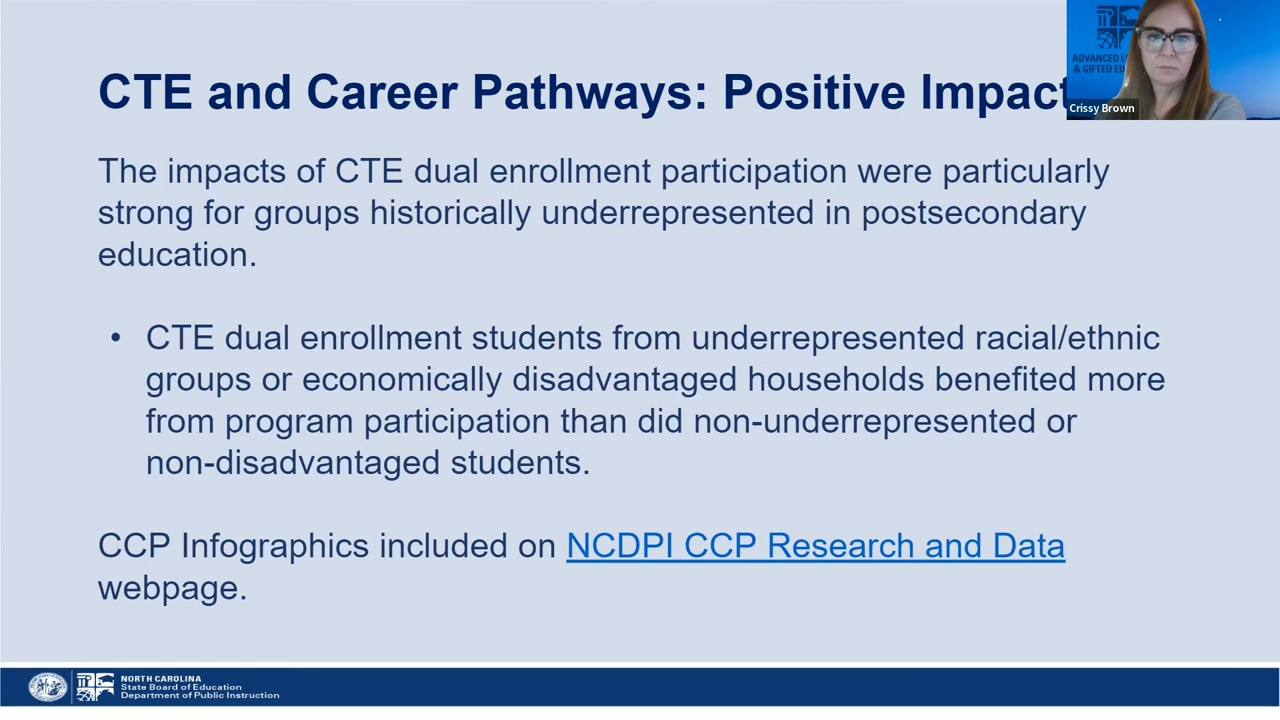 CTE and Career Pathways: Positive Impact
ADVANCED
& GIFTED
Crissy Brown
The impacts of CTE dual enrollment participation were particularly
strong for groups historically underrepresented in postsecondary
education.
• CTE dual enrollment students from underrepresented racial/ethnic
groups or economically disadvantaged households benefited more
from program participation than did non-underrepresented or
non-disadvantaged students.
CCP Infographics included on NCDPI CCP Research and Data
webpage.
NORTH CAROLINA
State Board of Education
Department of Public Instruction